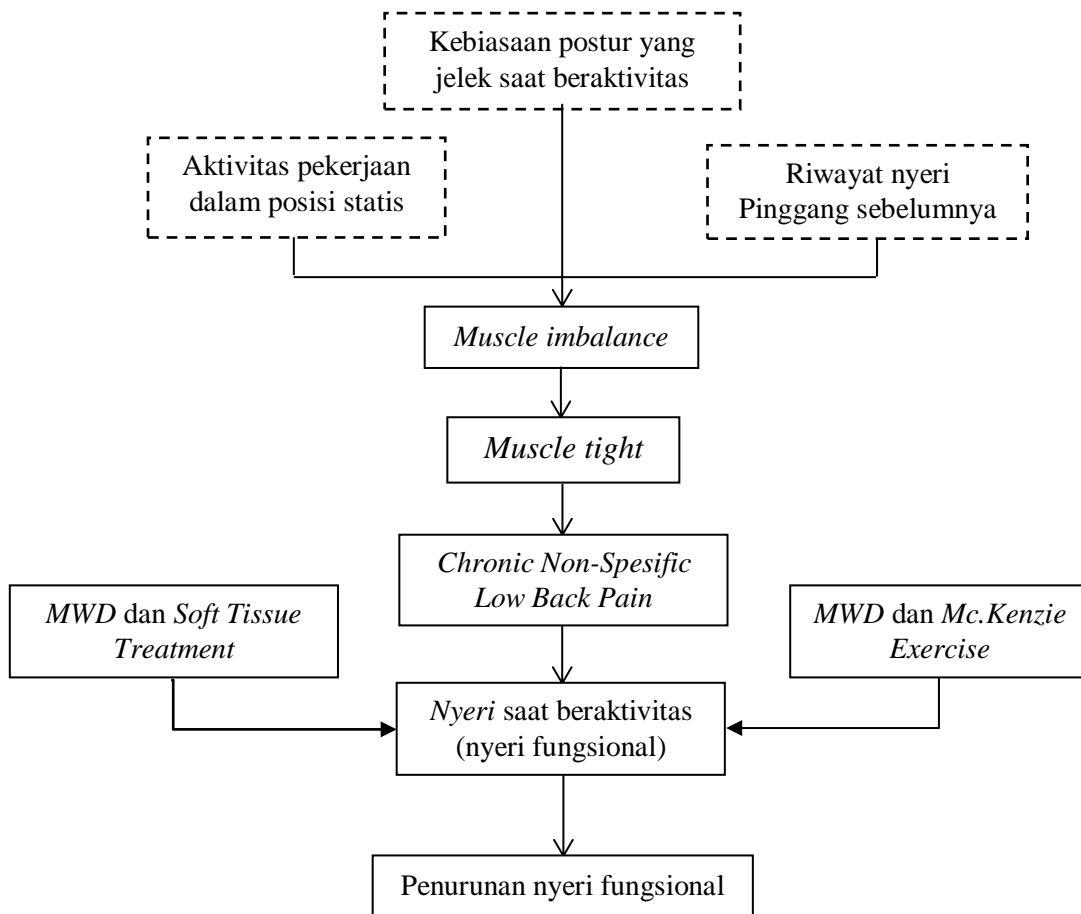 Kebiasaan postur yang
jelek saat beraktivitas
Aktivitas pekerjaan
dalam posisi statis
Riwayat nyeri
Pinggang sebelumnya
Muscle imbalance
Muscle tight
Chronic Non-Spesific
Low Back Pain
MWD dan Soft Tissue
Treatment
MWD dan Mc.Kenzie
Exercise
Nyeri saat beraktivitas
(nyeri fungsional)
Penurunan nyeri fungsional